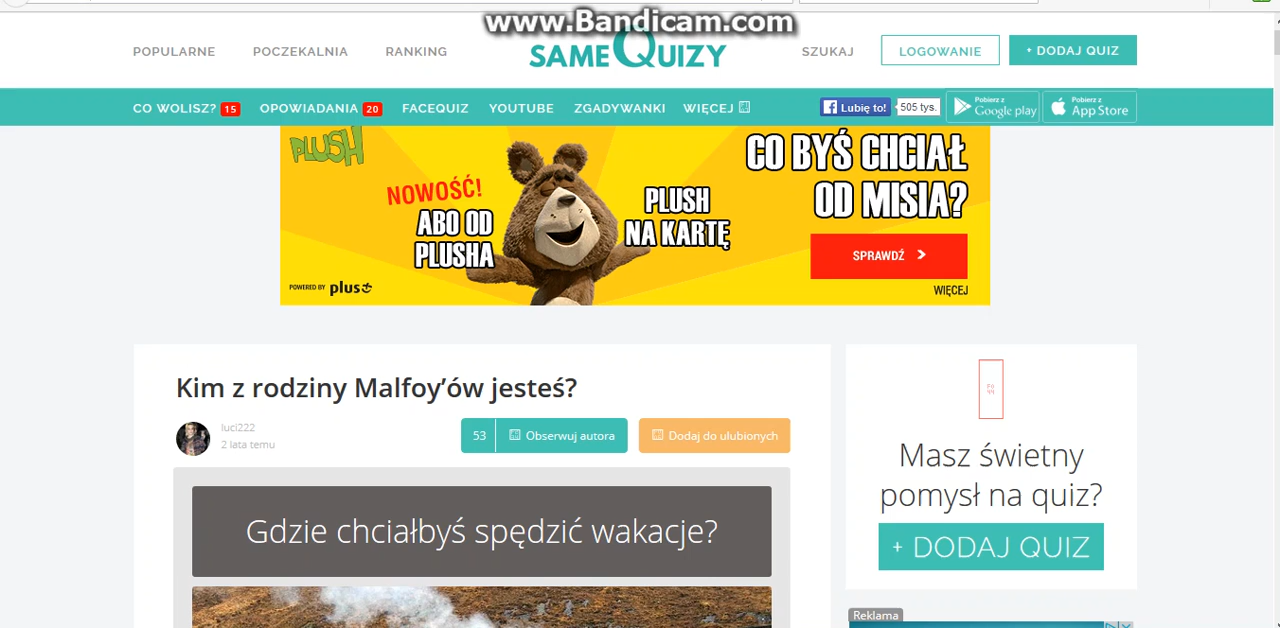 www.Bandicam.com
POPULARNE POCZEKALNIA RANKING
SAMEQUIZY
SZUKAJ LOGOWANIE + DODAJ QUIZ
CO WOLISZ? 15 OPOWIADANIA 20 FACEQUIZ YOUTUBE ZGADYWANKI WIĘCEJ
Lubię to! 505 tys.
Pobierz z Google play
Pobierz z App Store
PLUSH
NOWOŚĆ!
ABO OD
PLUSHA
PLUSH
NA KARTĘ
CO BYŚ CHCIAŁ
OD MISIA?
SPRAWDŹ
POWERED BY plus
WIĘCEJ
Kim z rodziny Malfoy’ów jesteś?
luci222
2 lata temu
53 Obserwuj autora
Dodaj do ulubionych
Gdzie chciałbyś spędzić wakacje?
Masz świetny
pomysł na quiz?
+ DODAJ QUIZ
Reklama